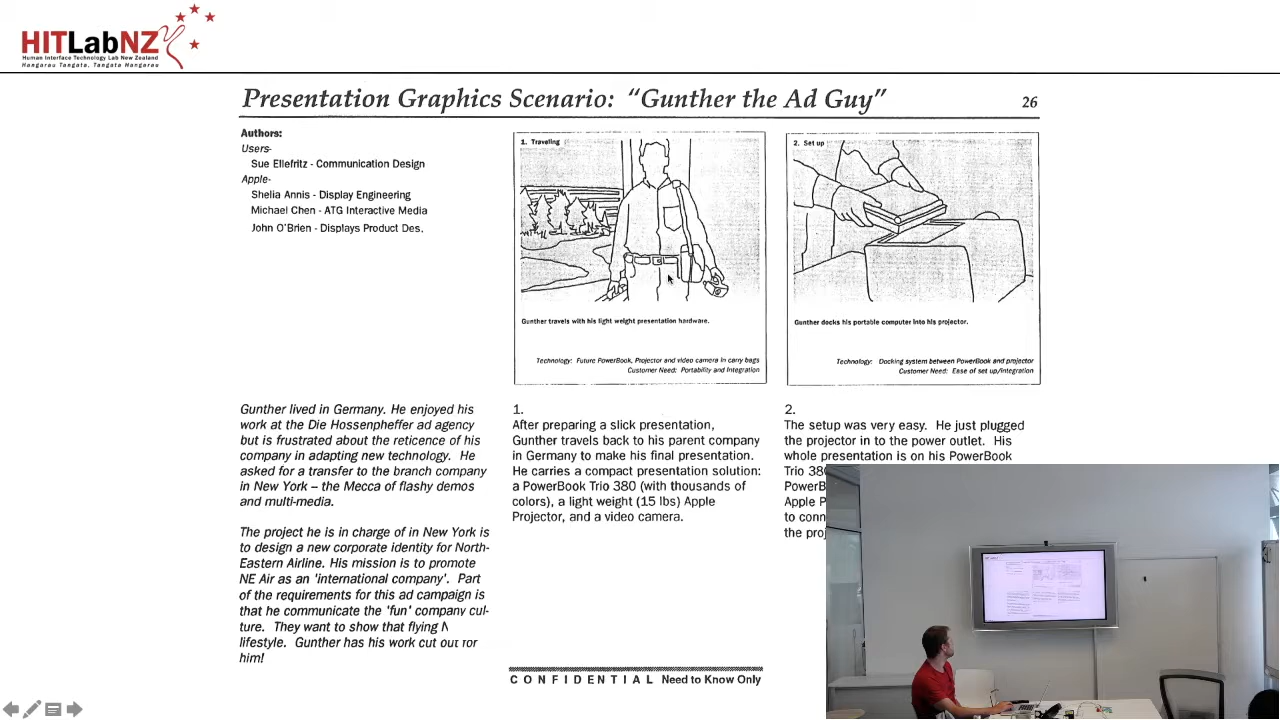 HITLabNZ
Human Interface Technology Lab New Zealand
Hangarau Tangata, Tangata Hangarau
Presentation Graphics Scenario: “Gunther the Ad Guy”
26
Authors:
Users-
Sue Ellefritz - Communication Design
Apple-
Shelia Annis - Display Engineering
Michael Chen - ATG Interactive Media
John O'Brien - Displays Product Des.
1. Traveling
Gunther travels with his light weight presentation hardware.
Technology: Future PowerBook, Projector and video camera in carry bags
Customer Need: Portability and Integration
2. Set up
Gunther docks his portable computer into his projector.
Technology: Docking system between PowerBook and projector
Customer Need: Ease of set up/integration
Gunther lived in Germany. He enjoyed his
work at the Die Hossenpheffer ad agency
but is frustrated about the reticence of his
company in adapting new technology. He
asked for a transfer to the branch company
in New York – the Mecca of flashy demos
and multi-media.
The project he is in charge of in New York is
to design a new corporate identity for North-
Eastern Airline. His mission is to promote
NE Air as an 'international company'. Part
of the requirements for this ad campaign is
that he communicate the 'fun' company cul-
ture. They want to show that flying N
lifestyle. Gunther has his work cut out for
him!
1.
After preparing a slick presentation,
Gunther travels back to his parent company
in Germany to make his final presentation.
He carries a compact presentation solution:
a PowerBook Trio 380 (with thousands of
colors), a light weight (15 lbs) Apple
Projector, and a video camera.
2.
The setup was very easy. He just plugged
the projector in to the power outlet. His
whole presentation is on his PowerBook
Trio 380
PowerB
Apple P
to conn
the proj
CONFIDENTIAL Need to Know Only